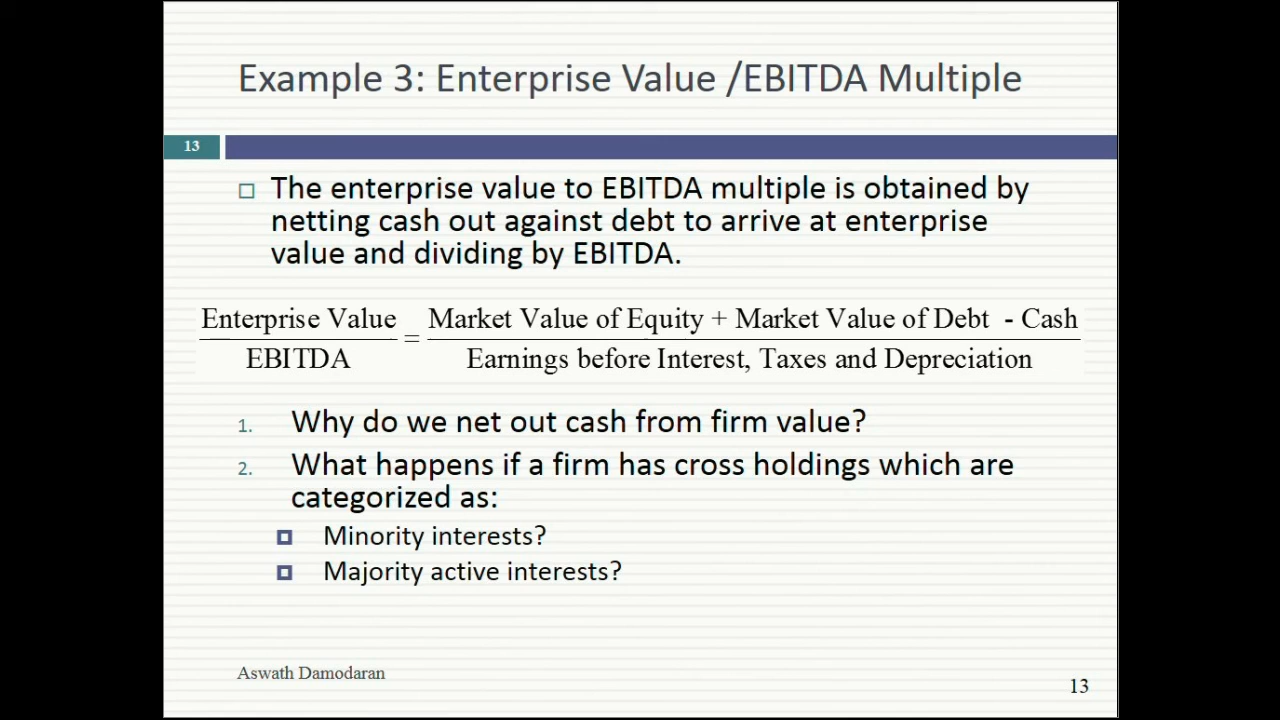 Example 3: Enterprise Value /EBITDA Multiple
13
The enterprise value to EBITDA multiple is obtained by
netting cash out against debt to arrive at enterprise
value and dividing by EBITDA.
Enterprise Value = Market Value of Equity + Market Value of Debt - Cash
EBITDA Earnings before Interest, Taxes and Depreciation
1. Why do we net out cash from firm value?
2. What happens if a firm has cross holdings which are
categorized as:
Minority interests?
Majority active interests?
Aswath Damodaran
13